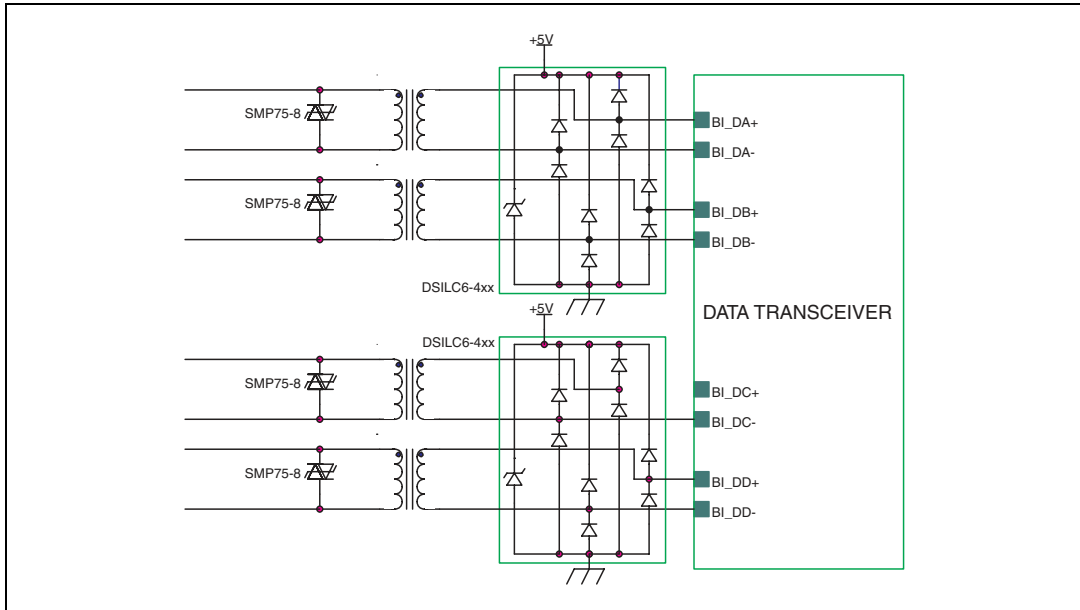 +5V
SMP75-8
BI_DA+
BI_DA-
SMP75-8
BI_DB+
BI_DB-
DSILC6-4xx
+5V
DATA TRANSCEIVER
DSILC6-4xx
SMP75-8
BI_DC+
BI_DC-
SMP75-8
BI_DD+
BI_DD-